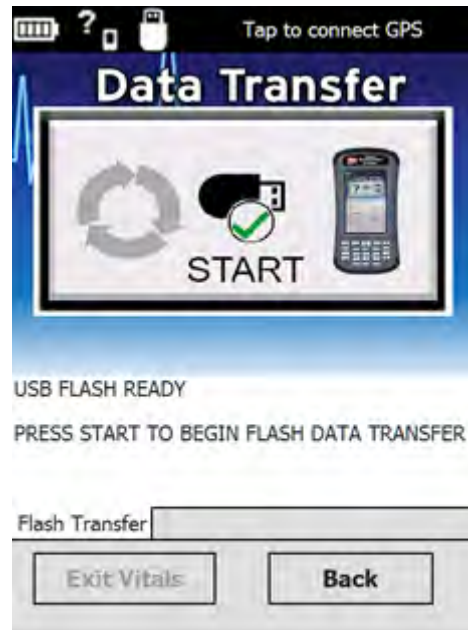 ? Tap to connect GPS
Data Transfer
START
USB FLASH READY
PRESS START TO BEGIN FLASH DATA TRANSFER
Flash Transfer
Exit Vitals
Back